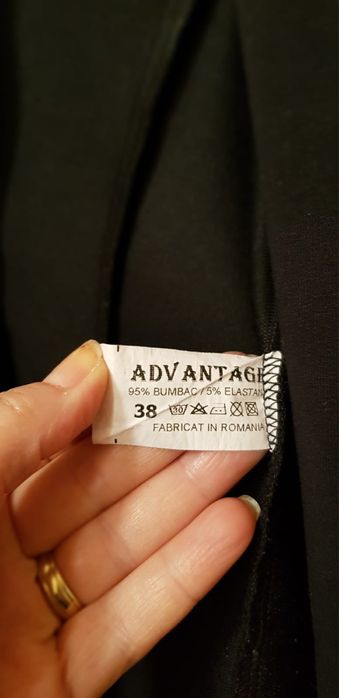 ADVANTAGE
95% BUMBAC / 5% ELASTAN
38
FABRICAT IN ROMANIA